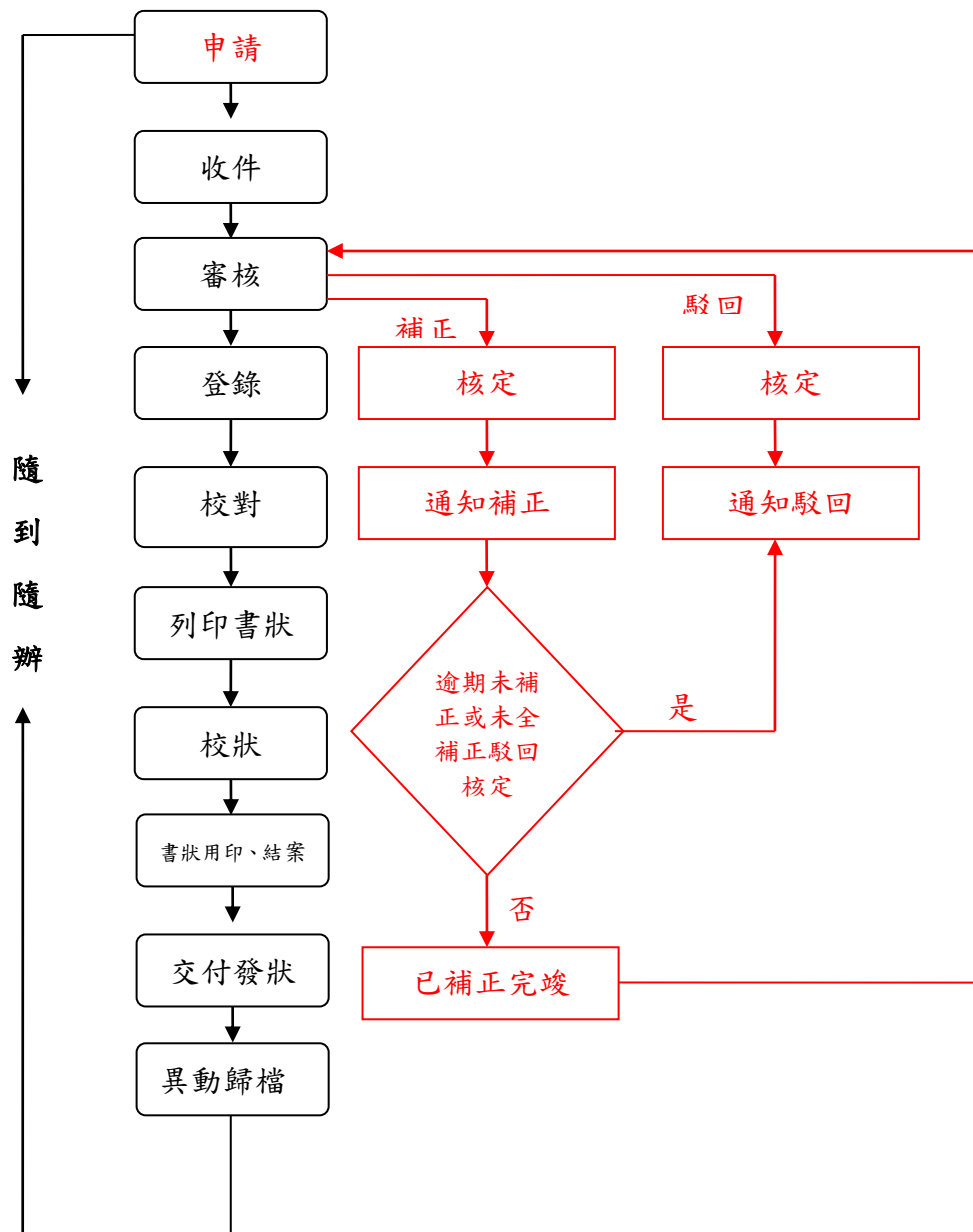 申請
收件
審核
駁回
補正
登錄
核定
核定
隨
到
隨
辦
校對
通知補正
通知駁回
列印書狀
逾期未補
正或未全
補正駁回
核定
是
校狀
書狀用印、結案
否
交付發狀
已補正完竣
異動歸檔